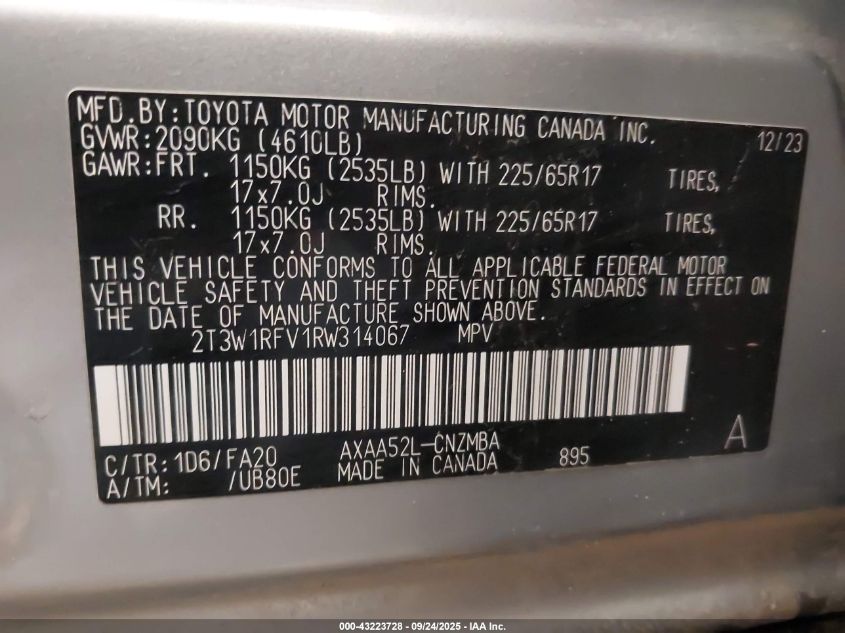 MFD.BY:TOYOTA MOTOR MANUFACTURING CANADA INC. 12/23
GVWR:2090KG (4610LB)
GAWR:FRT. 1150KG (2535LB) WITH 225/65R17 TIRES,
17x7.0J RIMS.
RR. 1150KG (2535LB) WITH 225/65R17 TIRES,
17x7.0J RIMS.
THIS VEHICLE CONFORMS TO ALL APPLICABLE FEDERAL MOTOR
VEHICLE SAFETY AND THEFT PREVENTION STANDARDS IN EFFECT ON
THE DATE OF MANUFACTURE SHOWN ABOVE.
2T3W1RFV1RW314067 MPV
A
C/TR:1D6/FA20 AXAA52L-CNZMBA 895
A/TM: /UB80E MADE IN CANADA
000-43223728 - 09/24/2025 - IAA Inc.